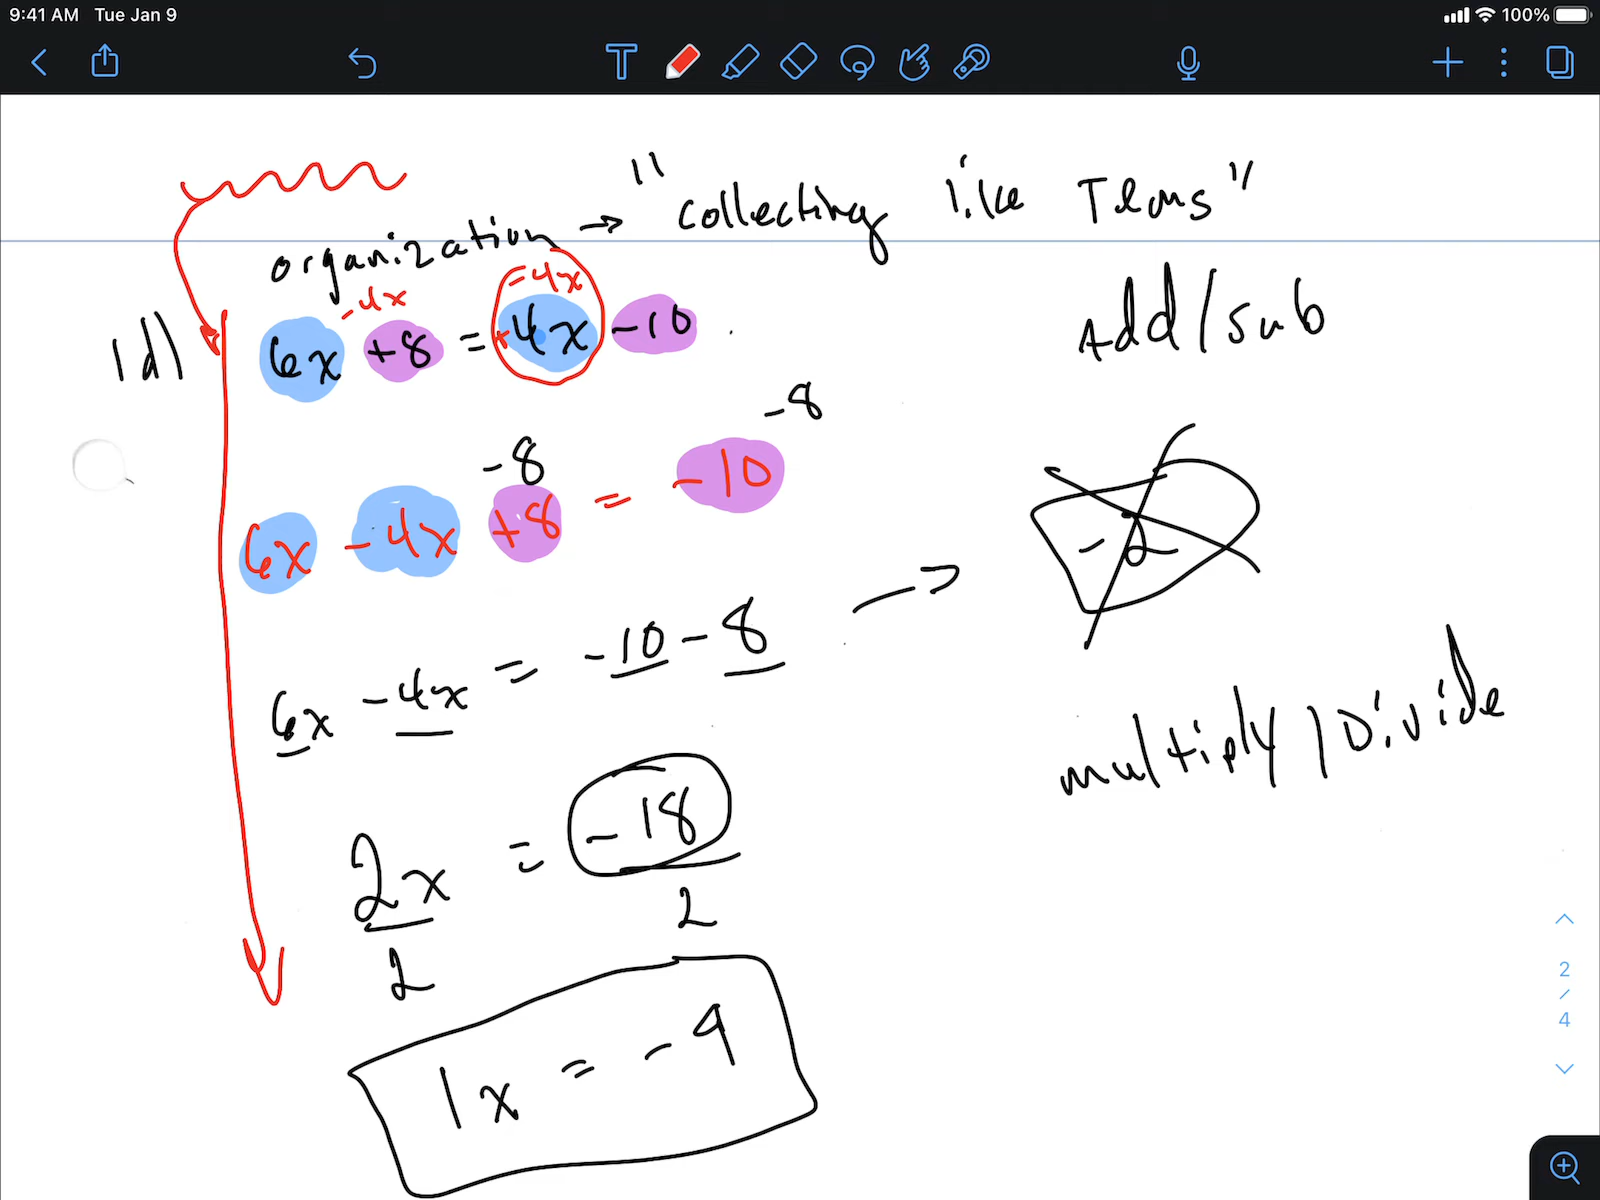 9:41 AM Tue Jan 9 100%
organization → "collecting like Terms"
-4x -4x
1d) 6x +8 = +4x -10
Add/sub
-8 -8
6x -4x +8 = -10
-2
6x -4x = -10 -8 →
multiply / Divide
2x = -18
2 2
1x = -9
2
/
4